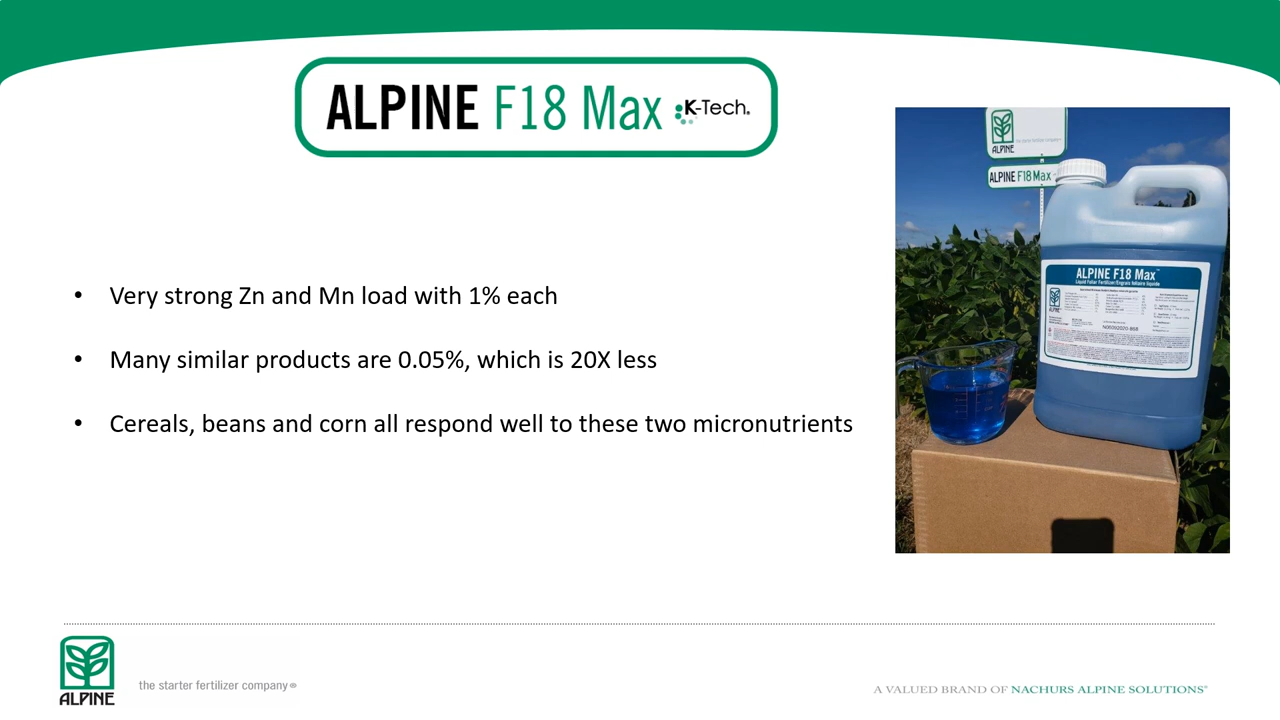 ALPINE F18 Max K-Tech®
• Very strong Zn and Mn load with 1% each
• Many similar products are 0.05%, which is 20X less
• Cereals, beans and corn all respond well to these two micronutrients
ALPINE
ALPINE F18 Max
ALPINE F18 Max™
Liquid Foliar Fertilizer/Engrais foliaire liquide
ALPINE
the starter fertilizer company®
A VALUED BRAND OF NACHURS ALPINE SOLUTIONS®